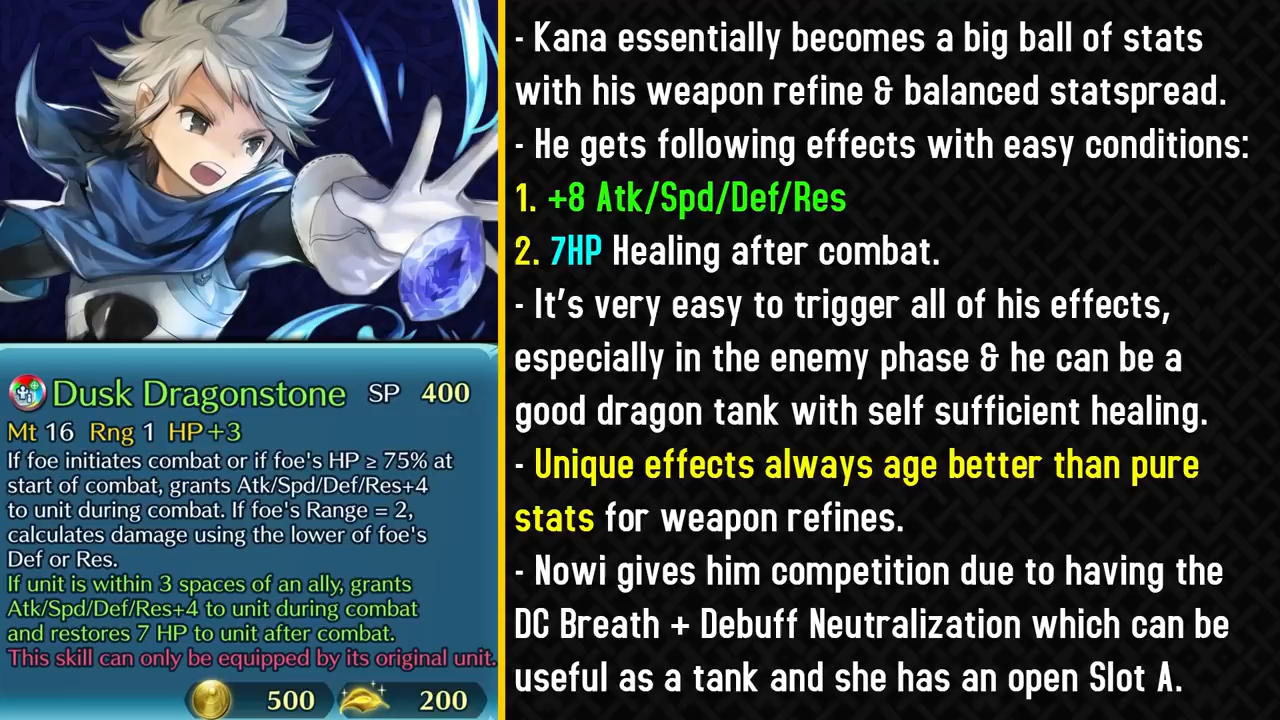 Dusk Dragonstone SP 400
Mt 16 Rng 1 HP+3
If foe initiates combat or if foe's HP ≥ 75% at
start of combat, grants Atk/Spd/Def/Res+4
to unit during combat. If foe's Range = 2,
calculates damage using the lower of foe's
Def or Res.
If unit is within 3 spaces of an ally, grants
Atk/Spd/Def/Res+4 to unit during combat
and restores 7 HP to unit after combat.
This skill can only be equipped by its original unit.
500 200
- Kana essentially becomes a big ball of stats
with his weapon refine & balanced statspread.
- He gets following effects with easy conditions:
1. +8 Atk/Spd/Def/Res
2. 7HP Healing after combat.
- It's very easy to trigger all of his effects,
especially in the enemy phase & he can be a
good dragon tank with self sufficient healing.
- Unique effects always age better than pure
stats for weapon refines.
- Nowi gives him competition due to having the
DC Breath + Debuff Neutralization which can be
useful as a tank and she has an open Slot A.